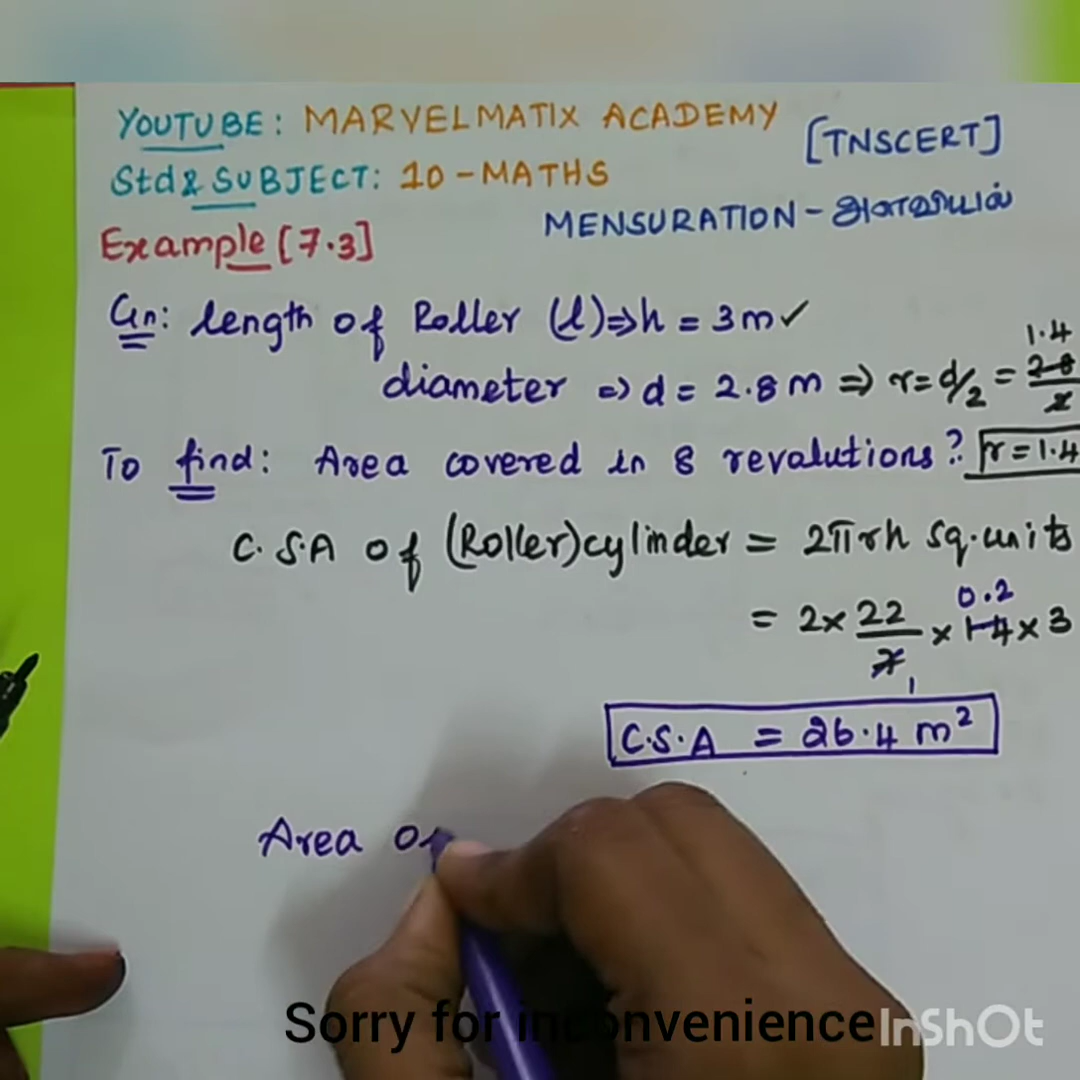 YOUTUBE: MARVELMATIX ACADEMY
[TNSCERT]
Std & SUBJECT: 10 - MATHS
MENSURATION - அளவியல்
Example [7.3]
Gn: length of Roller (l) ⇒ h = 3m ✓
diameter ⇒ d = 2.8 m ⇒ r = d/2 = 2.8/2 1.4
To find: Area covered in 8 revalutions? r = 1.4
C.S.A of (Roller) cylinder = 2πrh sq.units
= 2 × 22/7 1 × 1.4 0.2 × 3
C.S.A = 26.4 m²
Area of
Sorry for inconvenience
InShOt